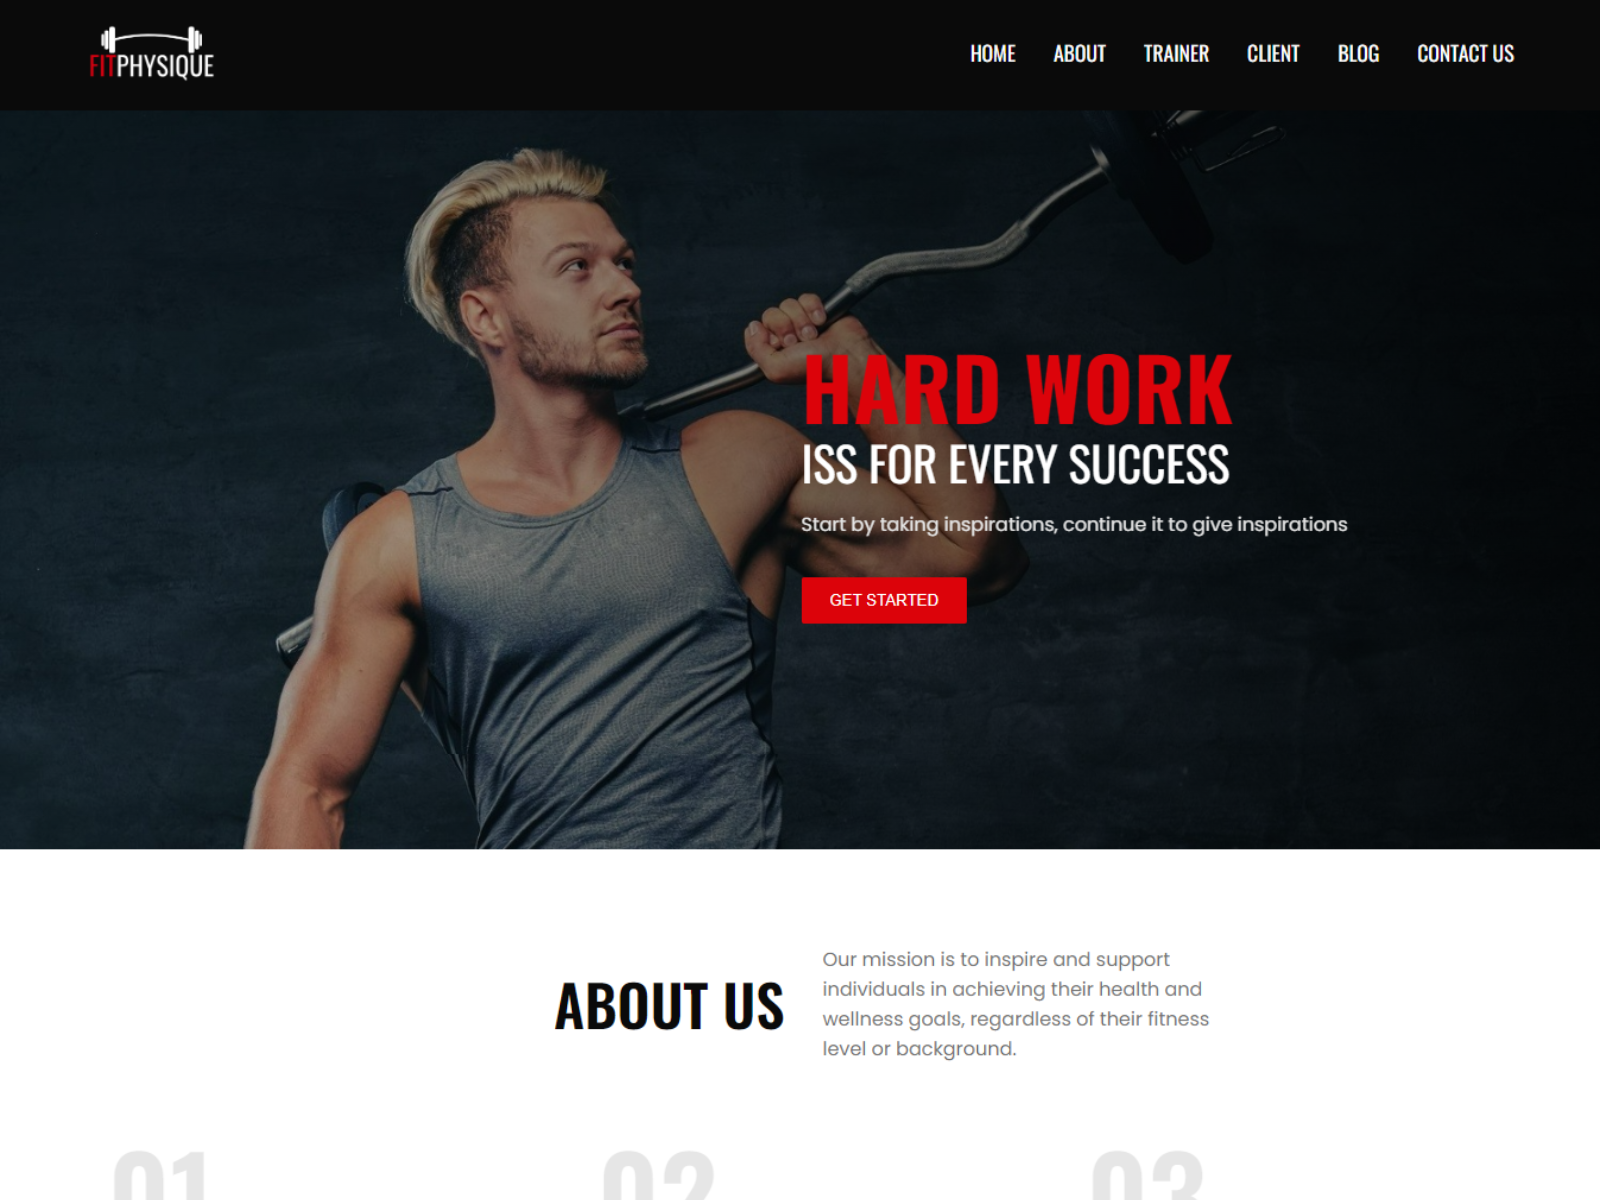 FITPHYSIQUE
HOME ABOUT TRAINER CLIENT BLOG CONTACT US
HARD WORK
ISS FOR EVERY SUCCESS
Start by taking inspirations, continue it to give inspirations
GET STARTED
ABOUT US
Our mission is to inspire and support
individuals in achieving their health and
wellness goals, regardless of their fitness
level or background.
01 02 03